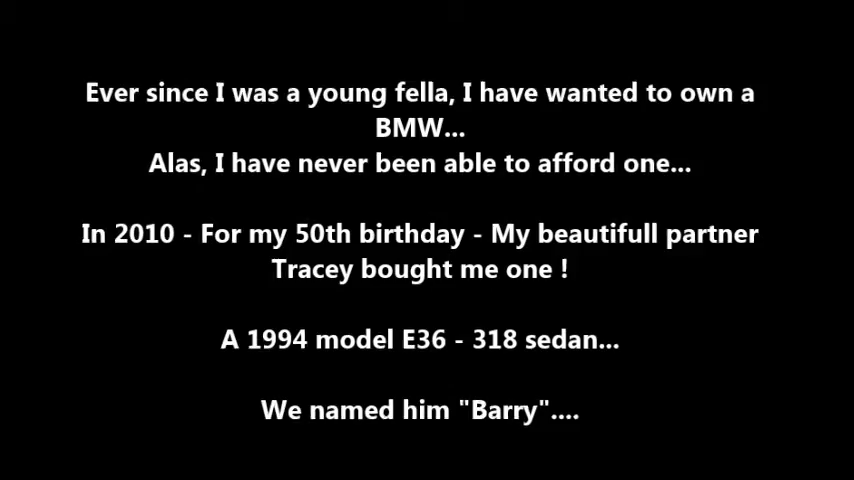 Ever since I was a young fella, I have wanted to own a
BMW...
Alas, I have never been able to afford one...
In 2010 - For my 50th birthday - My beautifull partner
Tracey bought me one !
A 1994 model E36 - 318 sedan...
We named him "Barry"....